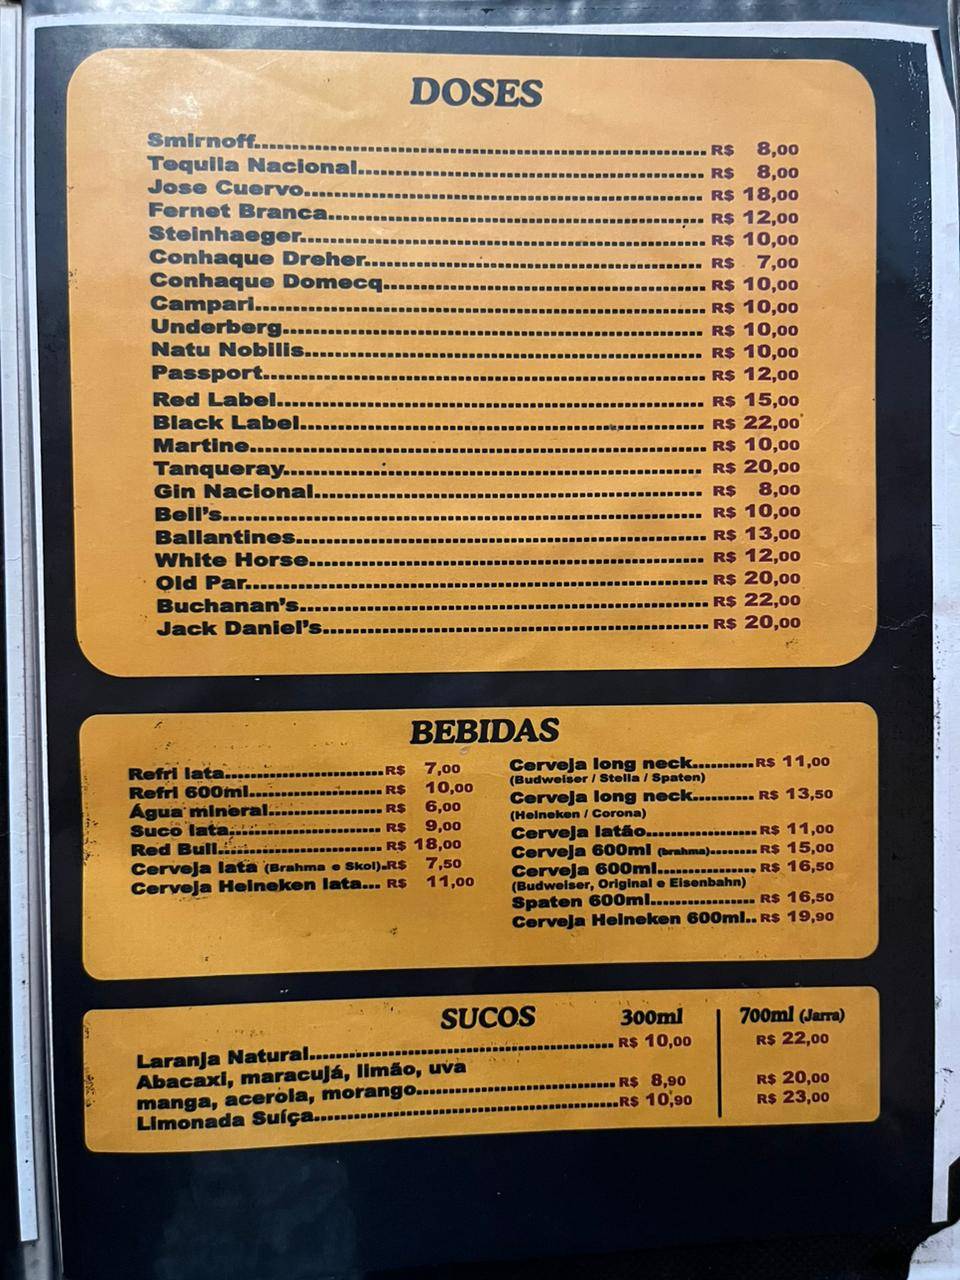 DOSES
Smirnoff........ R$ 8,00
Tequila Nacional........ R$ 8,00
Jose Cuervo........ R$ 18,00
Fernet Branca........ R$ 12,00
Steinhaeger........ R$ 10,00
Conhaque Dreher........ R$ 7,00
Conhaque Domecq........ R$ 10,00
Campari........ R$ 10,00
Underberg........ R$ 10,00
Natu Nobilis........ R$ 10,00
Passport........ R$ 12,00
Red Label........ R$ 15,00
Black Label........ R$ 22,00
Martine........ R$ 10,00
Tanqueray........ R$ 20,00
Gin Nacional........ R$ 8,00
Bell's........ R$ 10,00
Ballantines........ R$ 13,00
White Horse........ R$ 12,00
Old Par........ R$ 20,00
Buchanan's........ R$ 22,00
Jack Daniel's........ R$ 20,00
BEBIDAS
Refri lata........ R$ 7,00
Refri 600ml........ R$ 10,00
Água mineral........ R$ 6,00
Suco lata........ R$ 9,00
Red Bull........ R$ 18,00
Cerveja lata (Brahma e Skol)..R$ 7,50
Cerveja Heineken lata... R$ 11,00
Cerveja long neck........ R$ 11,00
(Budweiser / Stella / Spaten)
Cerveja long neck........ R$ 13,50
(Heineken / Corona)
Cerveja latão........ R$ 11,00
Cerveja 600ml (brahma)........ R$ 15,00
Cerveja 600ml........ R$ 16,50
(Budweiser, Original e Eisenbahn)
Spaten 600ml........ R$ 16,50
Cerveja Heineken 600ml.. R$ 19,90
SUCOS 300ml 700ml (Jarra)
Laranja Natural........ R$ 10,00 R$ 22,00
Abacaxi, maracujá, limão, uva
manga, acerola, morango........ R$ 8,90 R$ 20,00
Limonada Suíça........R$ 10,90 R$ 23,00